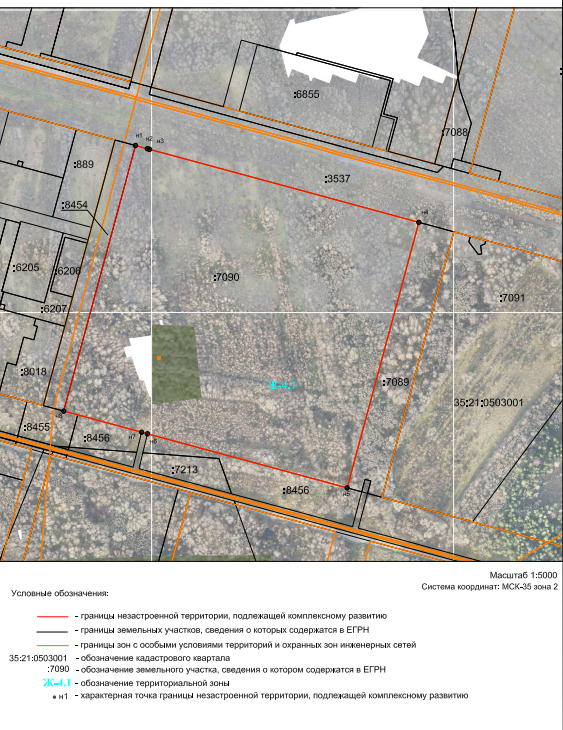 :6855
:7088
н1 н2 н3
:889
:3537
:8454
н4
:6205
:6206
:7090
:7091
:6207
:8018
:7089
35:21:0503001
н8
:8455
:8456
н7
н6
:7213
:8456
н5
Масштаб 1:5000
Система координат: МСК-35 зона 2
Условные обозначения:
- границы незастроенной территории, подлежащей комплексному развитию
- границы земельных участков, сведения о которых содержатся в ЕГРН
- границы зон с особыми условиями территорий и охранных зон инженерных сетей
35:21:0503001 - обозначение кадастрового квартала
:7090 - обозначение земельного участка, сведения о котором содержатся в ЕГРН
Ж-4.1 - обозначение территориальной зоны
н1 - характерная точка границы незастроенной территории, подлежащей комплексному развитию